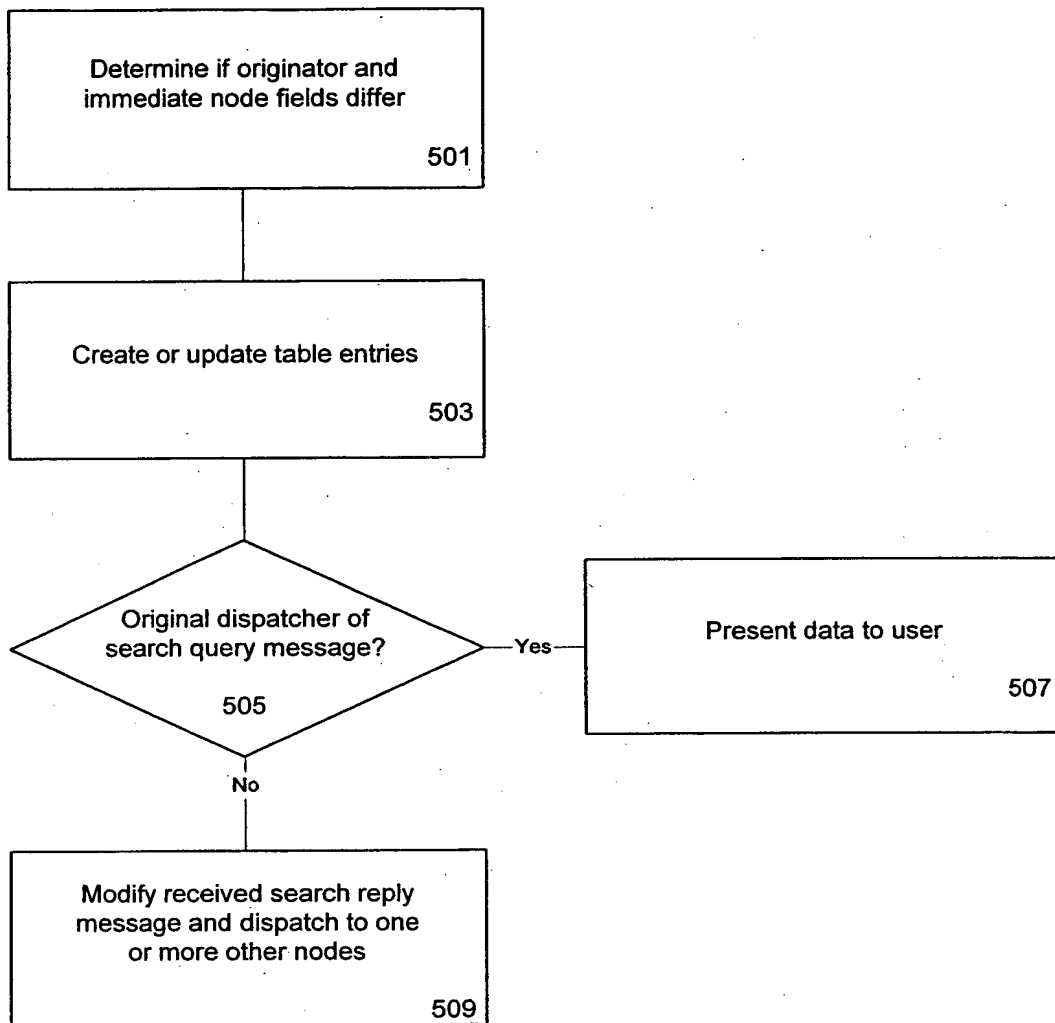 Determine if originator and
immediate node fields differ
501
Create or update table entries
503
Original dispatcher of
search query message?
505
Yes
Present data to user
507
No
Modify received search reply
message and dispatch to one
or more other nodes
509